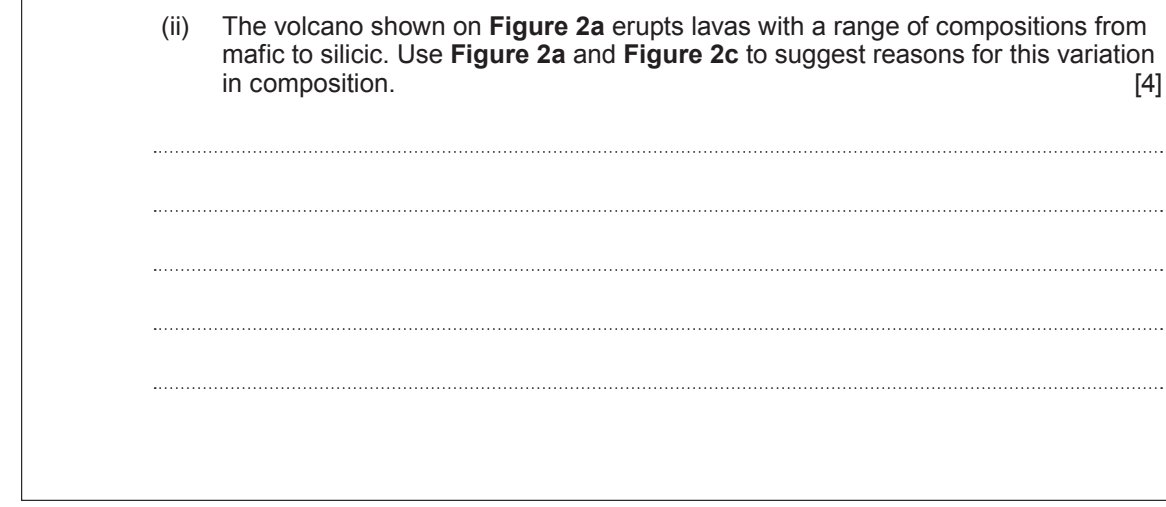 (ii) The volcano shown on Figure 2a erupts lavas with a range of compositions from
mafic to silicic. Use Figure 2a and Figure 2c to suggest reasons for this variation
in composition. [4]